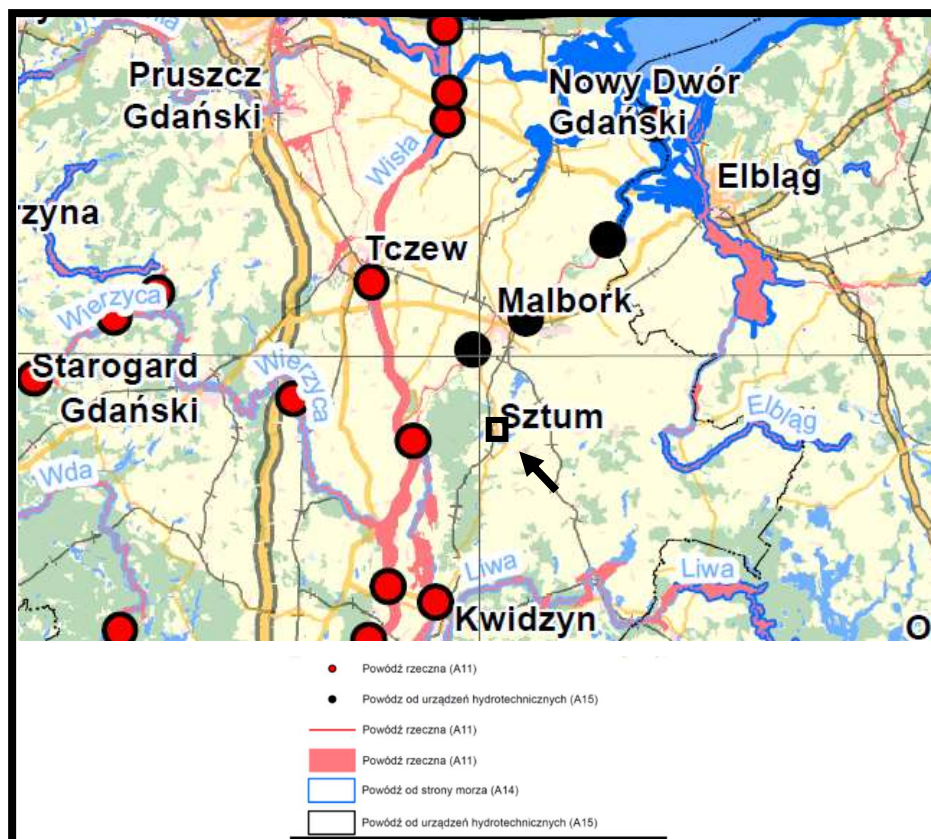 Pruszcz
Gdański
Nowy Dwór
Gdański
Wisła
Elbląg
rzyna
Tczew
Wierzyca
Malbork
Starogard
Gdański
Wierzyca
Sztum
Elbląg
Wda
Liwa
Liwa
Kwidzyn
O
Powódź rzeczna (A11)
Powódz od urządzeń hydrotechnicznych (A15)
Powódź rzeczna (A11)
Powódź rzeczna (A11)
Powódź od strony morza (A14)
Powódź od urządzeń hydrotechnicznych (A15)